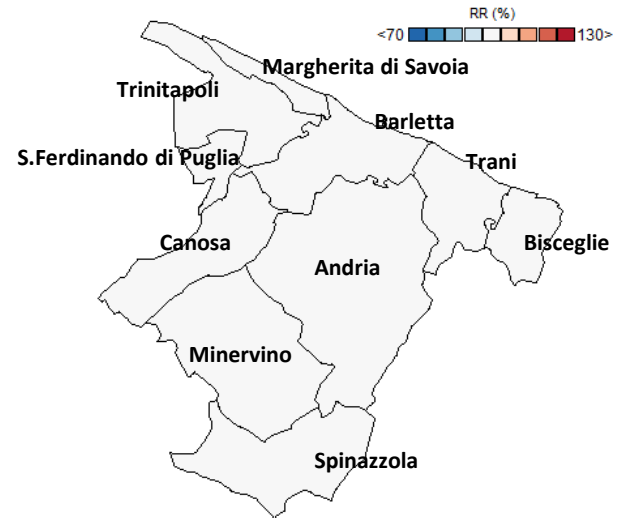 RR (%)
<70 130>
Margherita di Savoia
Trinitapoli
Barletta
S.Ferdinando di Puglia
Trani
Canosa
Bisceglie
Andria
Minervino
Spinazzola